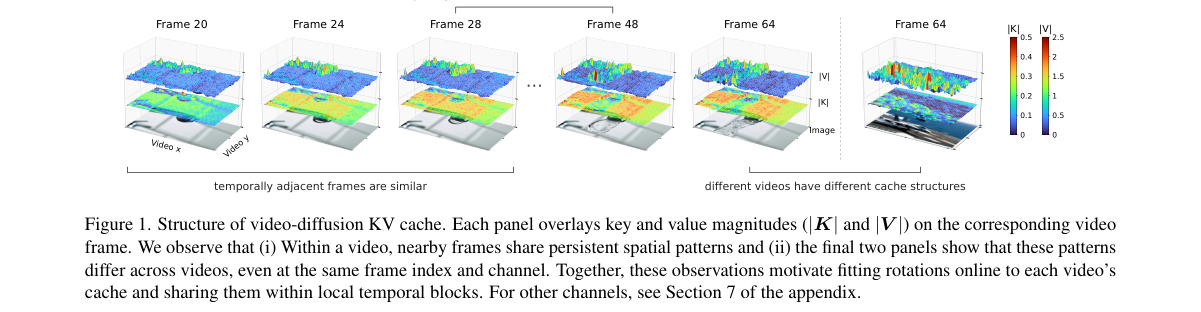 Frame 20
Frame 24
Frame 28
Frame 48
Frame 64
Frame 64
|K|
|V|
0.5
0.4
0.3
0.2
0.1
0
2.5
2
1.5
1
0.5
0
...
|V|
|K|
Image
Video x
Video y
temporally adjacent frames are similar
different videos have different cache structures
Figure 1. Structure of video-diffusion KV cache. Each panel overlays key and value magnitudes (|K| and |V|) on the corresponding video
frame. We observe that (i) Within a video, nearby frames share persistent spatial patterns and (ii) the final two panels show that these patterns
differ across videos, even at the same frame index and channel. Together, these observations motivate fitting rotations online to each video's
cache and sharing them within local temporal blocks. For other channels, see Section 7 of the appendix.